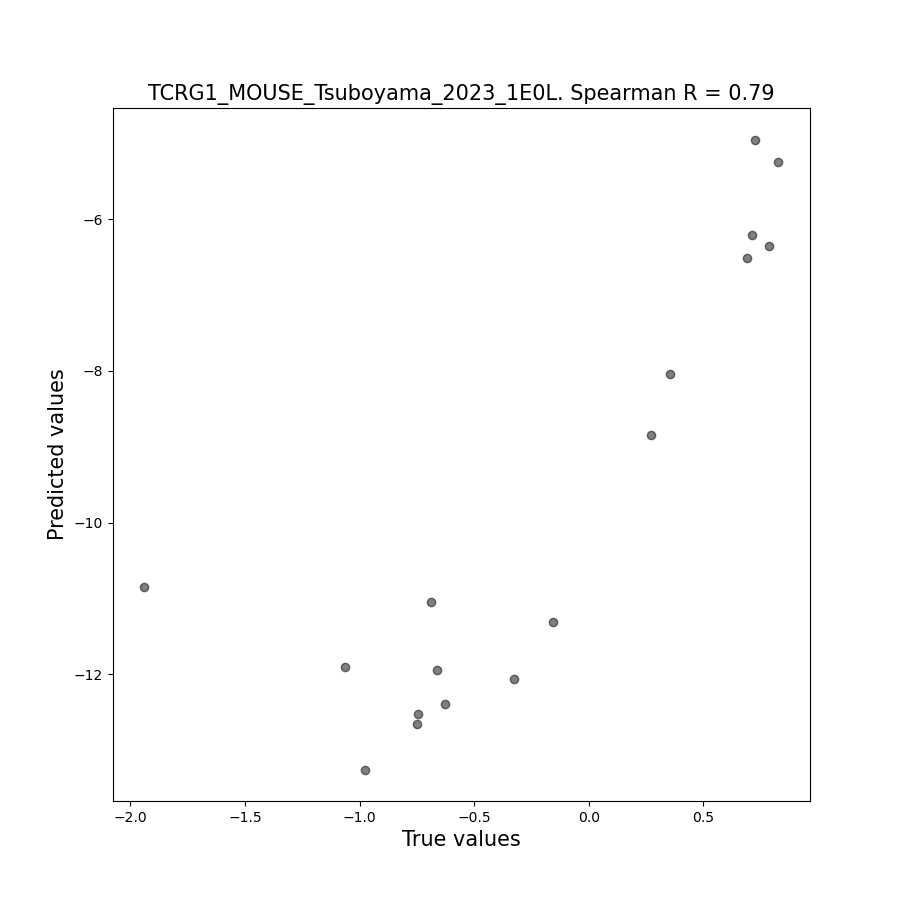 TCRG1_MOUSE_Tsuboyama_2023_1E0L. Spearman R = 0.79
Predicted values
−6
−8
−10
−12
−2.0 −1.5 −1.0 −0.5 0.0 0.5
True values